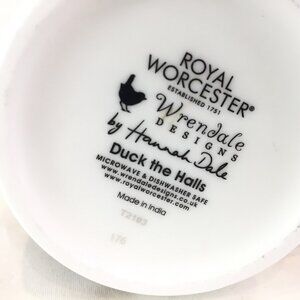 ROYAL
WORCESTER®
ESTABLISHED 1751
Wrendale
DESIGNS
by Hannah Dale
Duck the Halls
MICROWAVE & DISHWASHER SAFE
www.wrendaledesigns.co.uk
www.royalworcester.com
Made in India
T2103
176